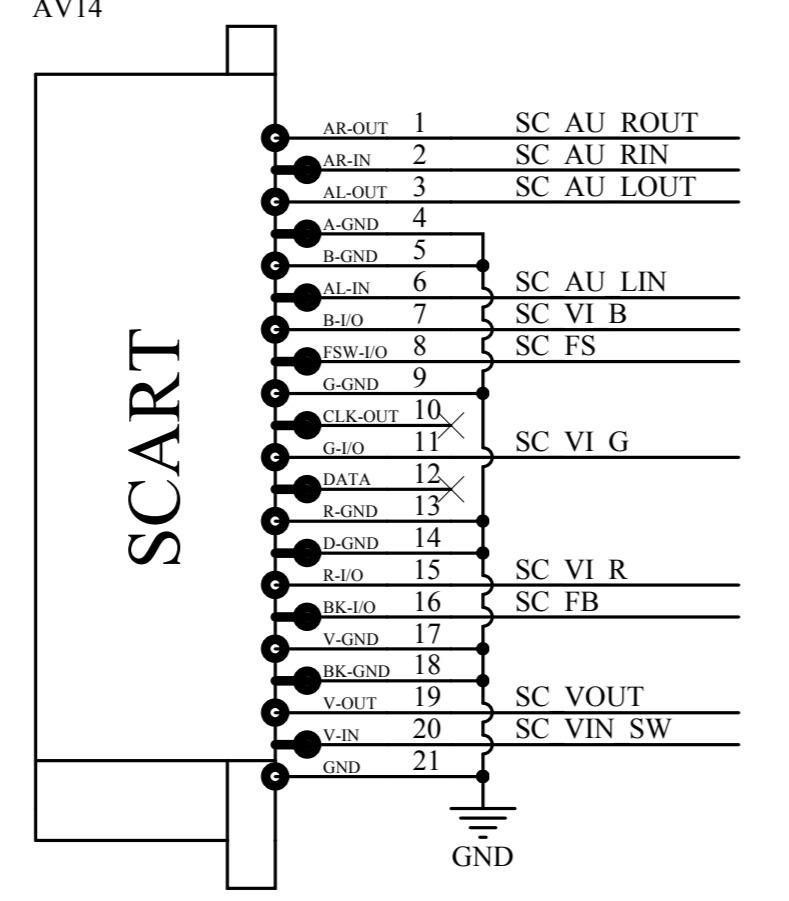 AV14
SCART
AR-OUT 1 SC AU ROUT
AR-IN 2 SC AU RIN
AL-OUT 3 SC AU LOUT
A-GND 4
B-GND 5
AL-IN 6 SC AU LIN
B-I/O 7 SC VI B
FSW-I/O 8 SC FS
G-GND 9
CLK-OUT 10
G-I/O 11 SC VI G
DATA 12
R-GND 13
D-GND 14
R-I/O 15 SC VI R
BK-I/O 16 SC FB
V-GND 17
BK-GND 18
V-OUT 19 SC VOUT
V-IN 20 SC VIN SW
GND 21
GND